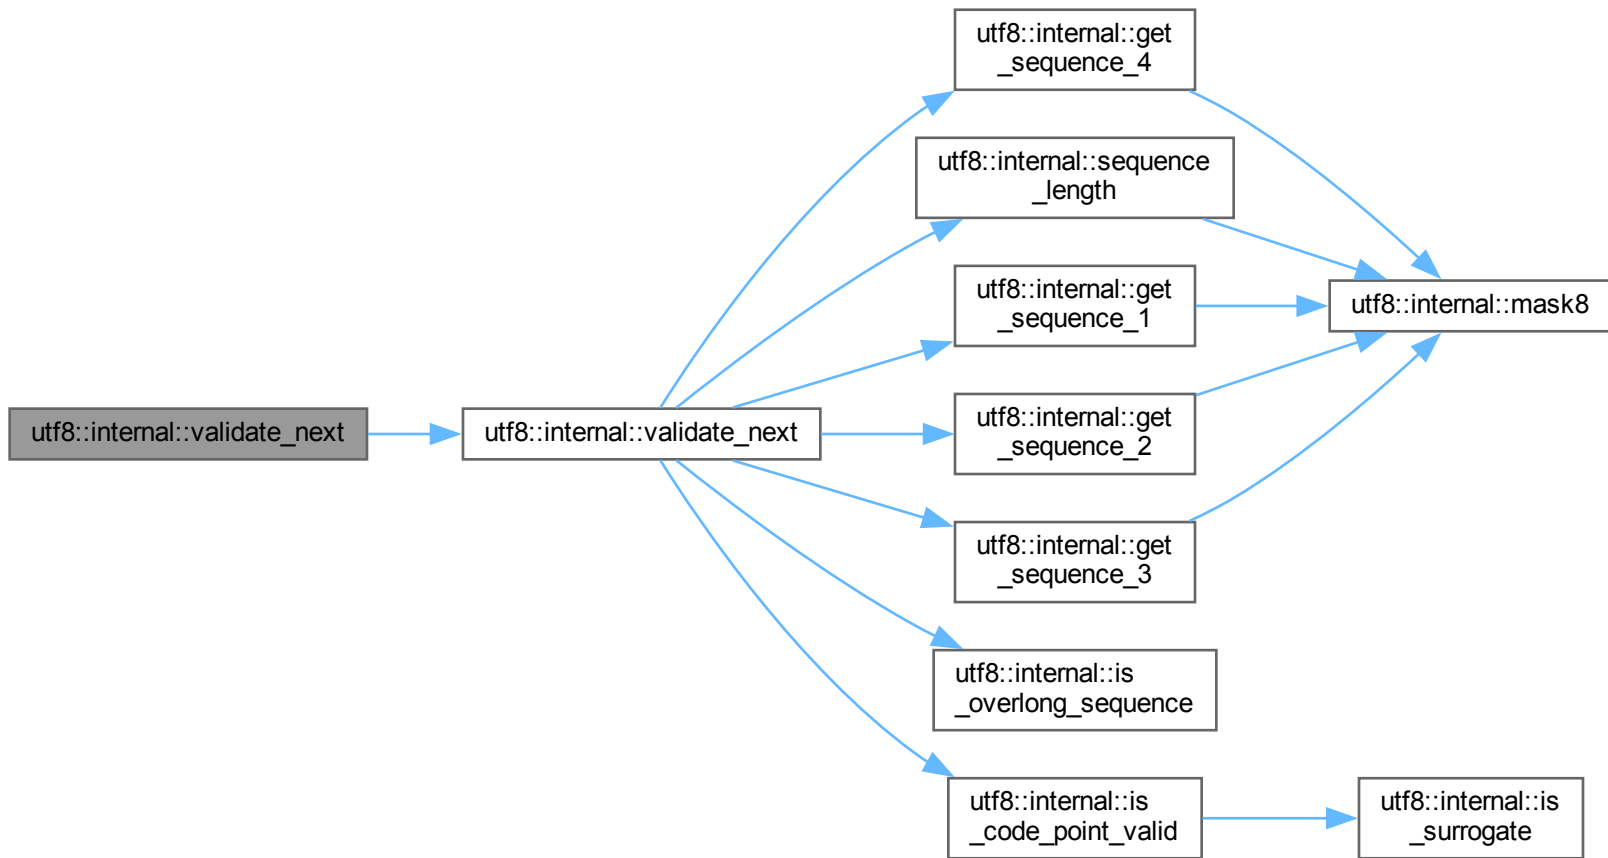 utf8::internal::get
_sequence_4
utf8::internal::sequence
_length
utf8::internal::get
_sequence_1
utf8::internal::mask8
utf8::internal::validate_next
utf8::internal::validate_next
utf8::internal::get
_sequence_2
utf8::internal::get
_sequence_3
utf8::internal::is
_overlong_sequence
utf8::internal::is
_code_point_valid
utf8::internal::is
_surrogate